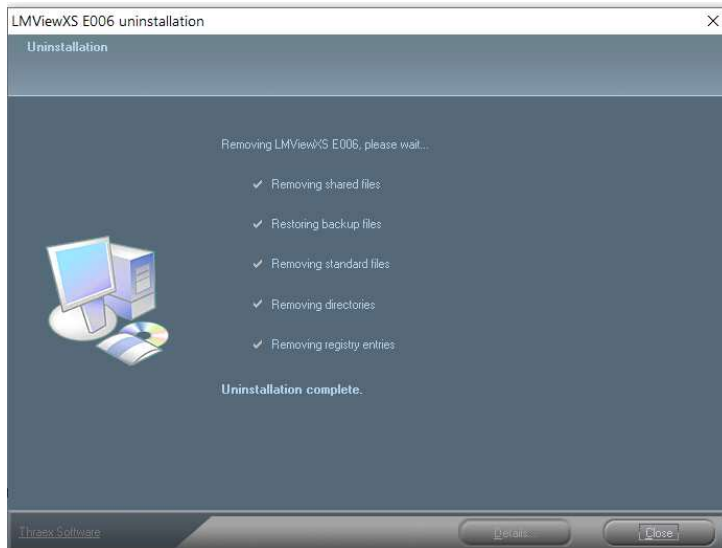 LMViewXS E006 uninstallation
Uninstallation
Removing LMViewXS E006, please wait...
Removing shared files
Restoring backup files
Removing standard files
Removing directories
Removing registry entries
Uninstallation complete.
Thraex Software
Details...
Close